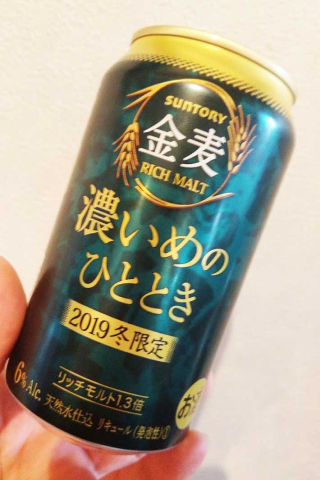 SUNTORY
金麦
RICH MALT
濃いめの
ひととき
2019冬限定
リッチモルト1.3倍
6% Alc. 天然水仕込 リキュール(発泡性)①
お